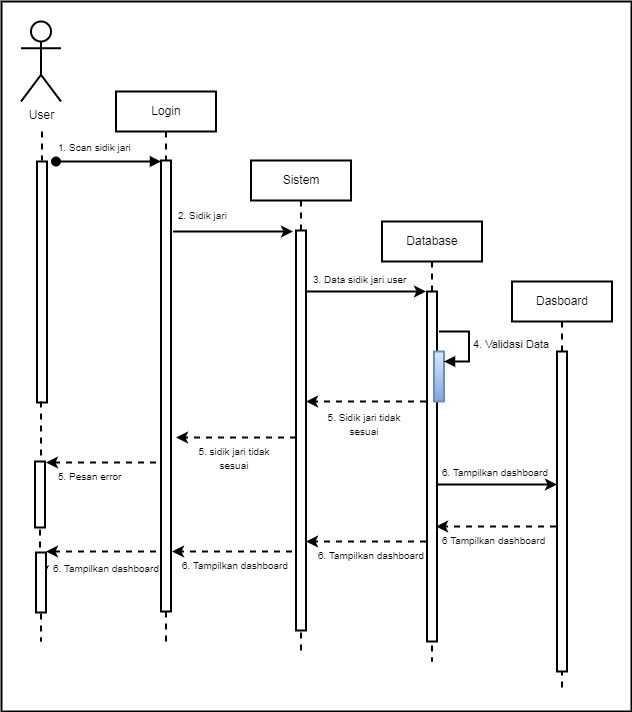 User
Login
1. Scan sidik jari
Sistem
2. Sidik jari
Database
3. Data sidik jari user
Dasboard
4. Validasi Data
5. Sidik jari tidak
sesuai
5. sidik jari tidak
sesuai
5. Pesan error
6. Tampilkan dashboard
6 Tampilkan dashboard
6. Tampilkan dashboard
6. Tampilkan dashboard
6. Tampilkan dashboard